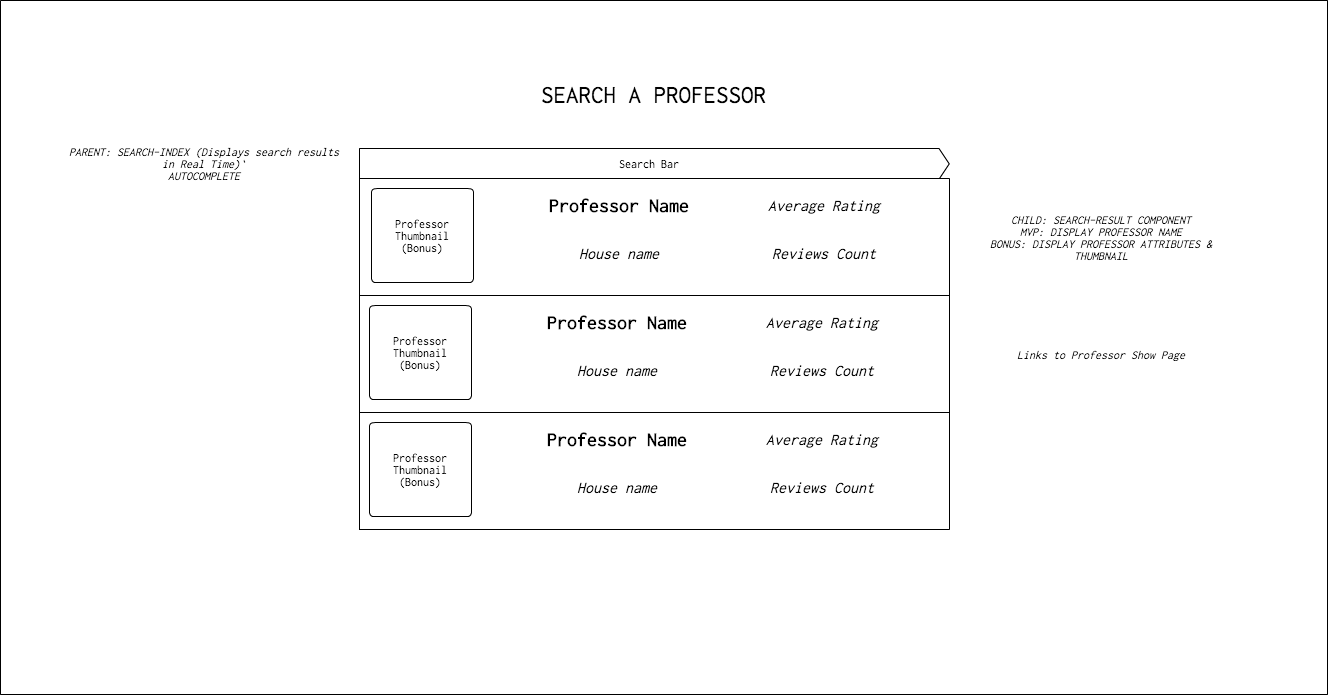 SEARCH A PROFESSOR
PARENT: SEARCH-INDEX (Displays search results
in Real Time)'
AUTOCOMPLETE
Search Bar
Professor
Thumbnail
(Bonus)
Professor Name
Average Rating
House name
Reviews Count
CHILD: SEARCH-RESULT COMPONENT
MVP: DISPLAY PROFESSOR NAME
BONUS: DISPLAY PROFESSOR ATTRIBUTES &
THUMBNAIL
Professor
Thumbnail
(Bonus)
Professor Name
Average Rating
House name
Reviews Count
Links to Professor Show Page
Professor
Thumbnail
(Bonus)
Professor Name
Average Rating
House name
Reviews Count